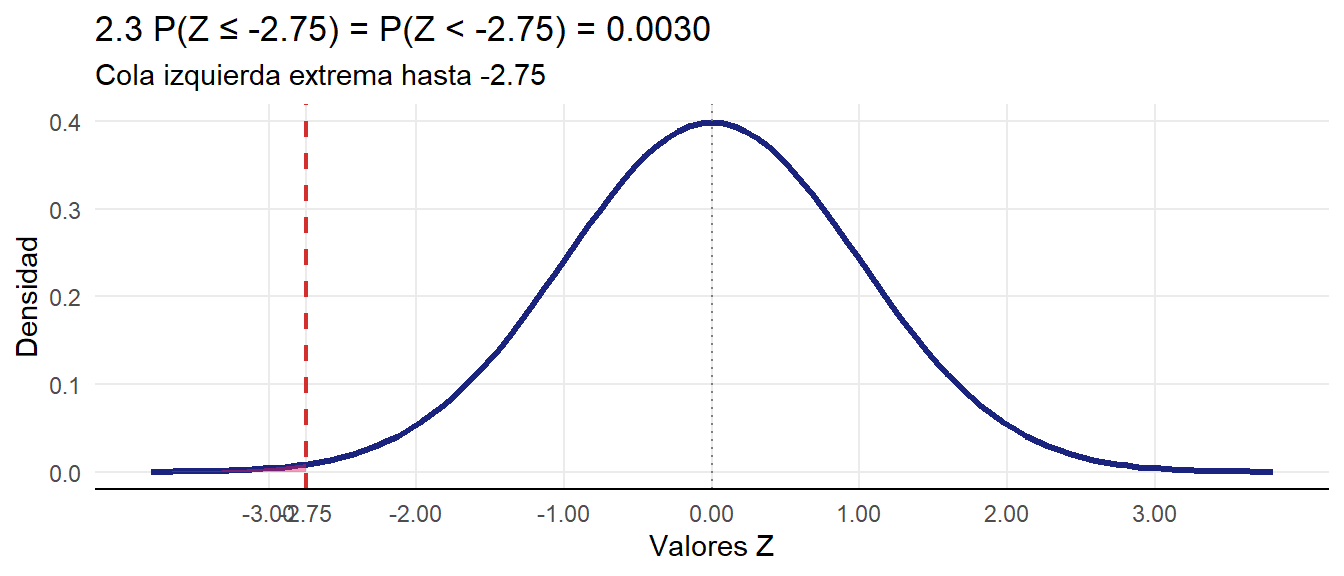 2.3 P(Z ≤ -2.75) = P(Z < -2.75) = 0.0030
Cola izquierda extrema hasta -2.75
0.4
0.3
0.2
0.1
0.0
Densidad
-3.00 -2.75 -2.00 -1.00 0.00 1.00 2.00 3.00
Valores Z